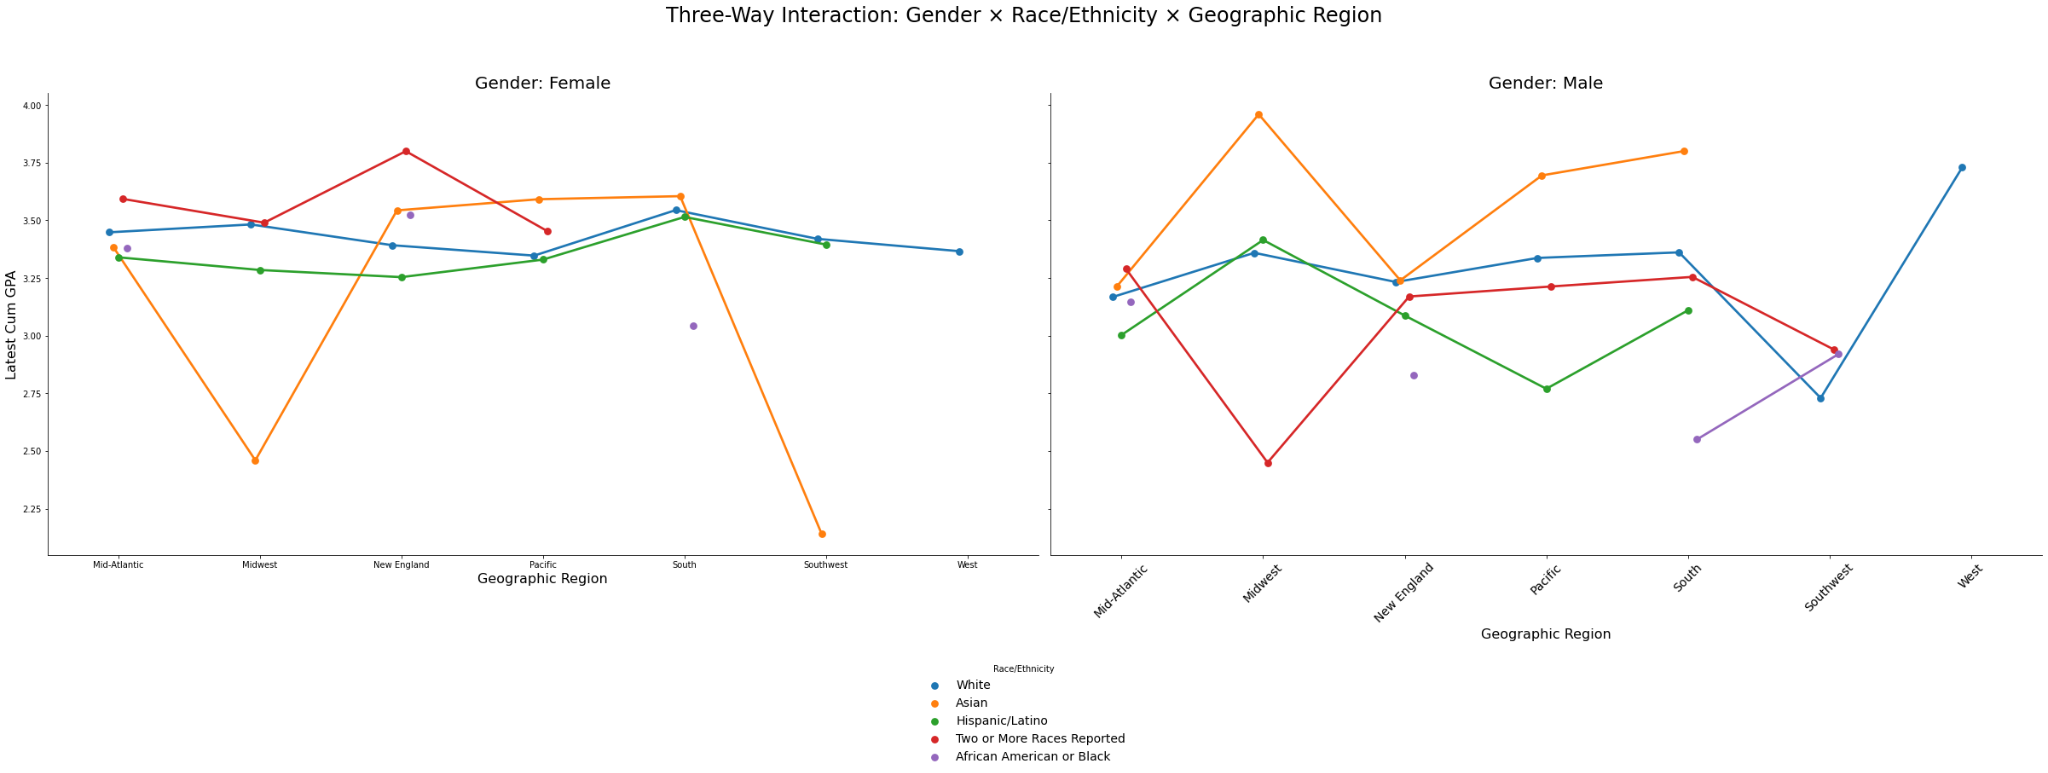 Three-Way Interaction: Gender × Race/Ethnicity × Geographic Region
Gender: Female
Latest Cum GPA
4.00
3.75
3.50
3.25
3.00
2.75
2.50
2.25
Mid-Atlantic
Midwest
New England
Pacific
South
Southwest
West
Geographic Region
Gender: Male
Mid-Atlantic
Midwest
New England
Pacific
South
Southwest
West
Geographic Region
Race/Ethnicity
White
Asian
Hispanic/Latino
Two or More Races Reported
African American or Black